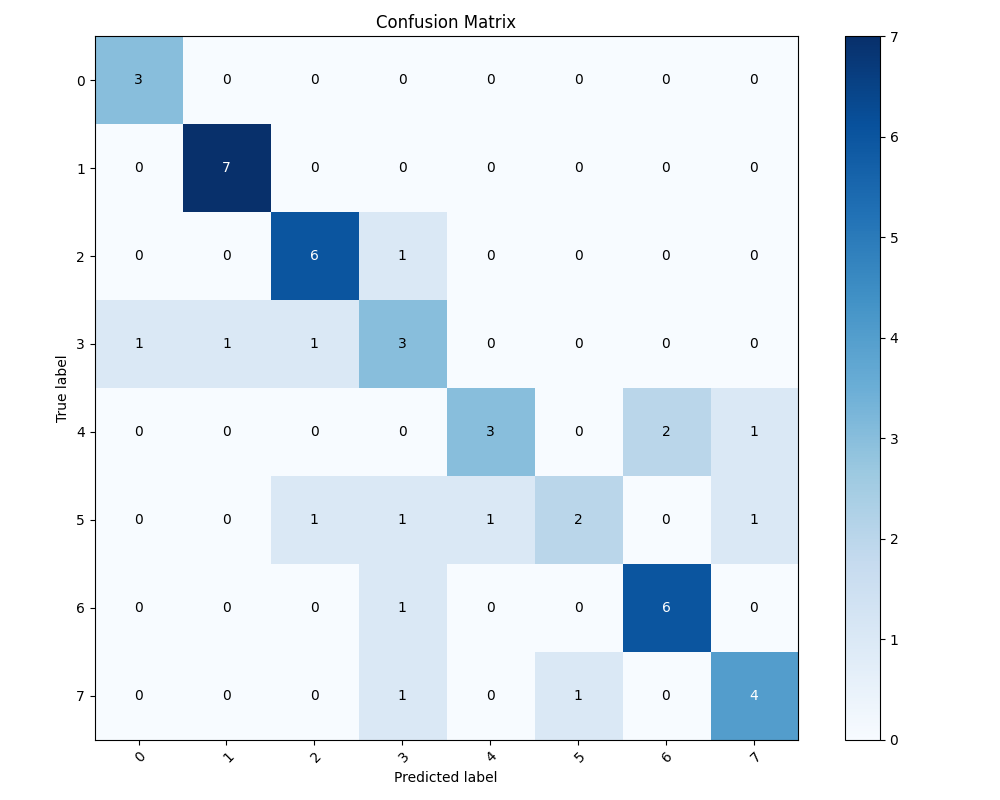 Confusion Matrix
0 3 0 0 0 0 0 0 0
1 0 7 0 0 0 0 0 0
2 0 0 6 1 0 0 0 0
3 1 1 1 3 0 0 0 0
4 0 0 0 0 3 0 2 1
5 0 0 1 1 1 2 0 1
6 0 0 0 1 0 0 6 0
7 0 0 0 1 0 1 0 4
0 1 2 3 4 5 6 7
True label
Predicted label
7
6
5
4
3
2
1
0